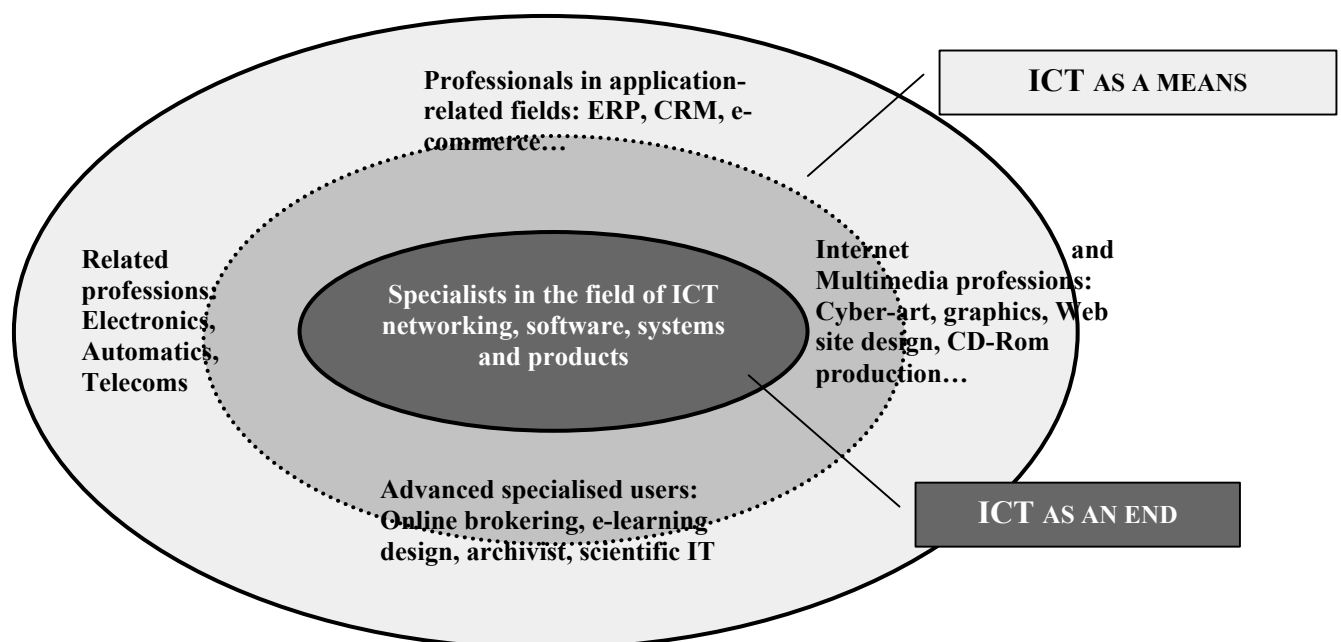 Professionals in application-
related fields: ERP, CRM, e-
commerce…
ICT AS A MEANS
Related
professions:
Electronics,
Automatics,
Telecoms
Specialists in the field of ICT
networking, software, systems
and products
Internet and
Multimedia professions:
Cyber-art, graphics, Web
site design, CD-Rom
production…
Advanced specialised users:
Online brokering, e-learning
design, archivist, scientific IT
ICT AS AN END